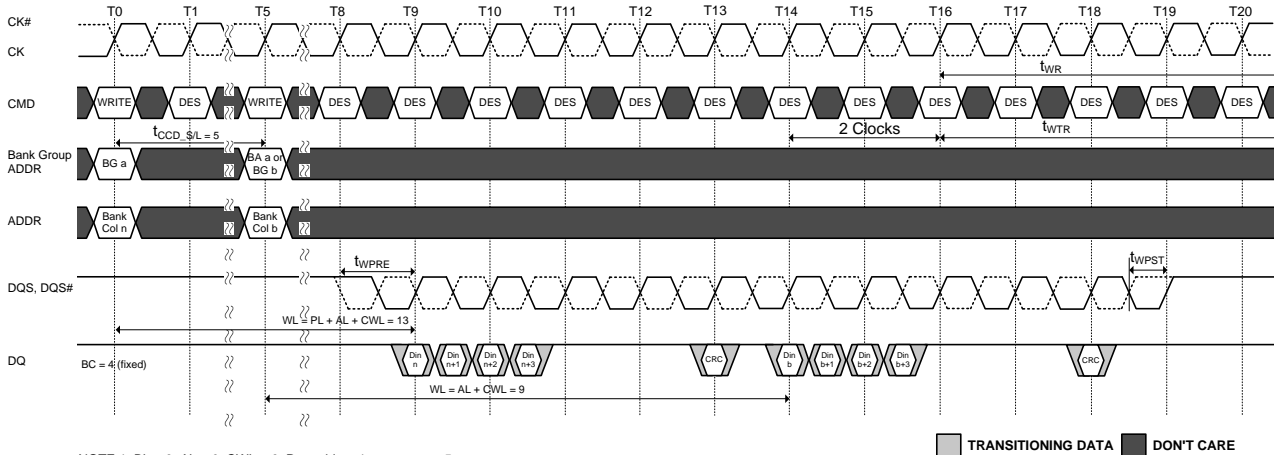 T0 T1 T5 T8 T9 T10 T11 T12 T13 T14 T15 T16 T17 T18 T19 T20
CK#
CK
tWR
CMD WRITE DES WRITE DES DES DES DES DES DES DES DES DES DES DES DES DES
tCCD_S/L = 5
2 Clocks
tWTR
Bank Group
ADDR
BG a
BA a or
BG b
ADDR
Bank
Col n
Bank
Col b
tWPRE
tWPST
DQS, DQS#
WL = PL + AL + CWL = 13
DQ
BC = 4 (fixed)
Din
n
Din
n+1
Din
n+2
Din
n+3
CRC
Din
b
Din
b+1
Din
b+2
Din
b+3
CRC
WL = AL + CWL = 9
TRANSITIONING DATA DON'T CARE